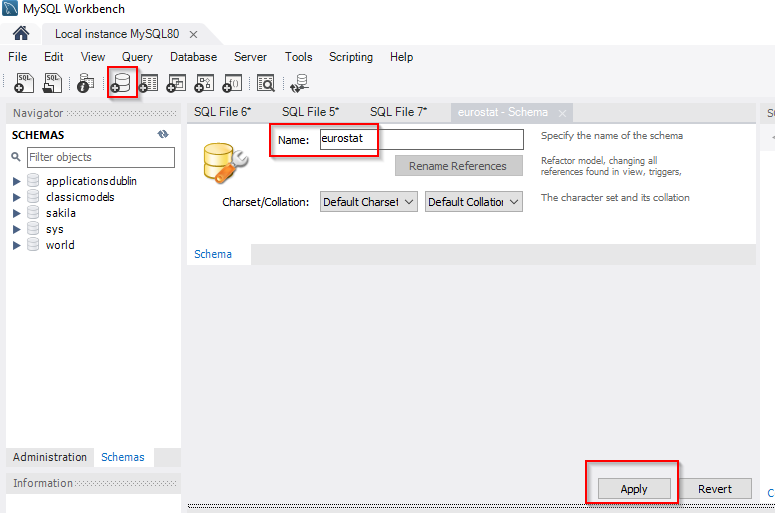 MySQL Workbench
Local instance MySQL80
File Edit View Query Database Server Tools Scripting Help
SQL SQL
Navigator
SCHEMAS
Filter objects
applicationsdublin
classicmodels
sakila
sys
world
Administration Schemas
Information
SQL File 6* SQL File 5* SQL File 7* eurostat - Schema
Name: eurostat
Specify the name of the schema
Rename References
Refactor model, changing all
references found in view, triggers,
Charset/Collation: Default Charset Default Collation
The character set and its collation
Schema
Apply Revert